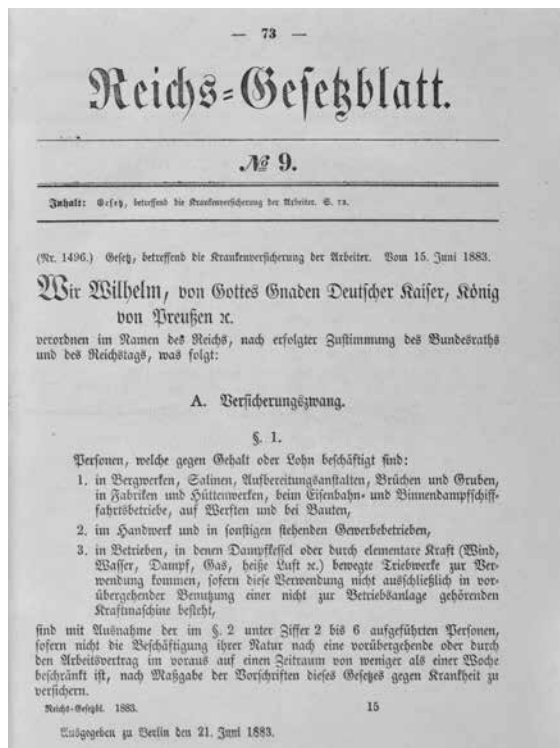 — 73 —
Reichs-Gesetzblatt.
№ 9.
Inhalt: Gesetz, betreffend die Krankenversicherung der Arbeiter. S. 73.
(Nr. 1496.) Gesetz, betreffend die Krankenversicherung der Arbeiter. Vom 15. Juni 1883.
Wir Wilhelm, von Gottes Gnaden Deutscher Kaiser, König
von Preußen ꝛc.
verordnen im Namen des Reichs, nach erfolgter Zustimmung des Bundesraths
und des Reichstags, was folgt:
A. Versicherungszwang.
§. 1.
Personen, welche gegen Gehalt oder Lohn beschäftigt sind:
1. in Bergwerken, Salinen, Aufbereitungsanstalten, Brüchen und Gruben,
in Fabriken und Hüttenwerken, beim Eisenbahn- und Binnendampfschiff-
fahrtsbetriebe, auf Werften und bei Bauten,
2. im Handwerk und in sonstigen stehenden Gewerbebetrieben,
3. in Betrieben, in denen Dampfkessel oder durch elementare Kraft (Wind,
Wasser, Dampf, Gas, heiße Luft ꝛc.) bewegte Triebwerke zur Ver-
wendung kommen, sofern diese Verwendung nicht ausschließlich in vor-
übergehender Benutzung einer nicht zur Betriebsanlage gehörenden
Kraftmaschine besteht,
sind mit Ausnahme der im §. 2 unter Ziffer 2 bis 6 aufgeführten Personen,
sofern nicht die Beschäftigung ihrer Natur nach eine vorübergehende oder durch
den Arbeitsvertrag im voraus auf einen Zeitraum von weniger als einer Woche
beschränkt ist, nach Maßgabe der Vorschriften dieses Gesetzes gegen Krankheit zu
versichern.
Reichs-Gesetzbl. 1883. 15
Ausgegeben zu Berlin den 21. Juni 1883.